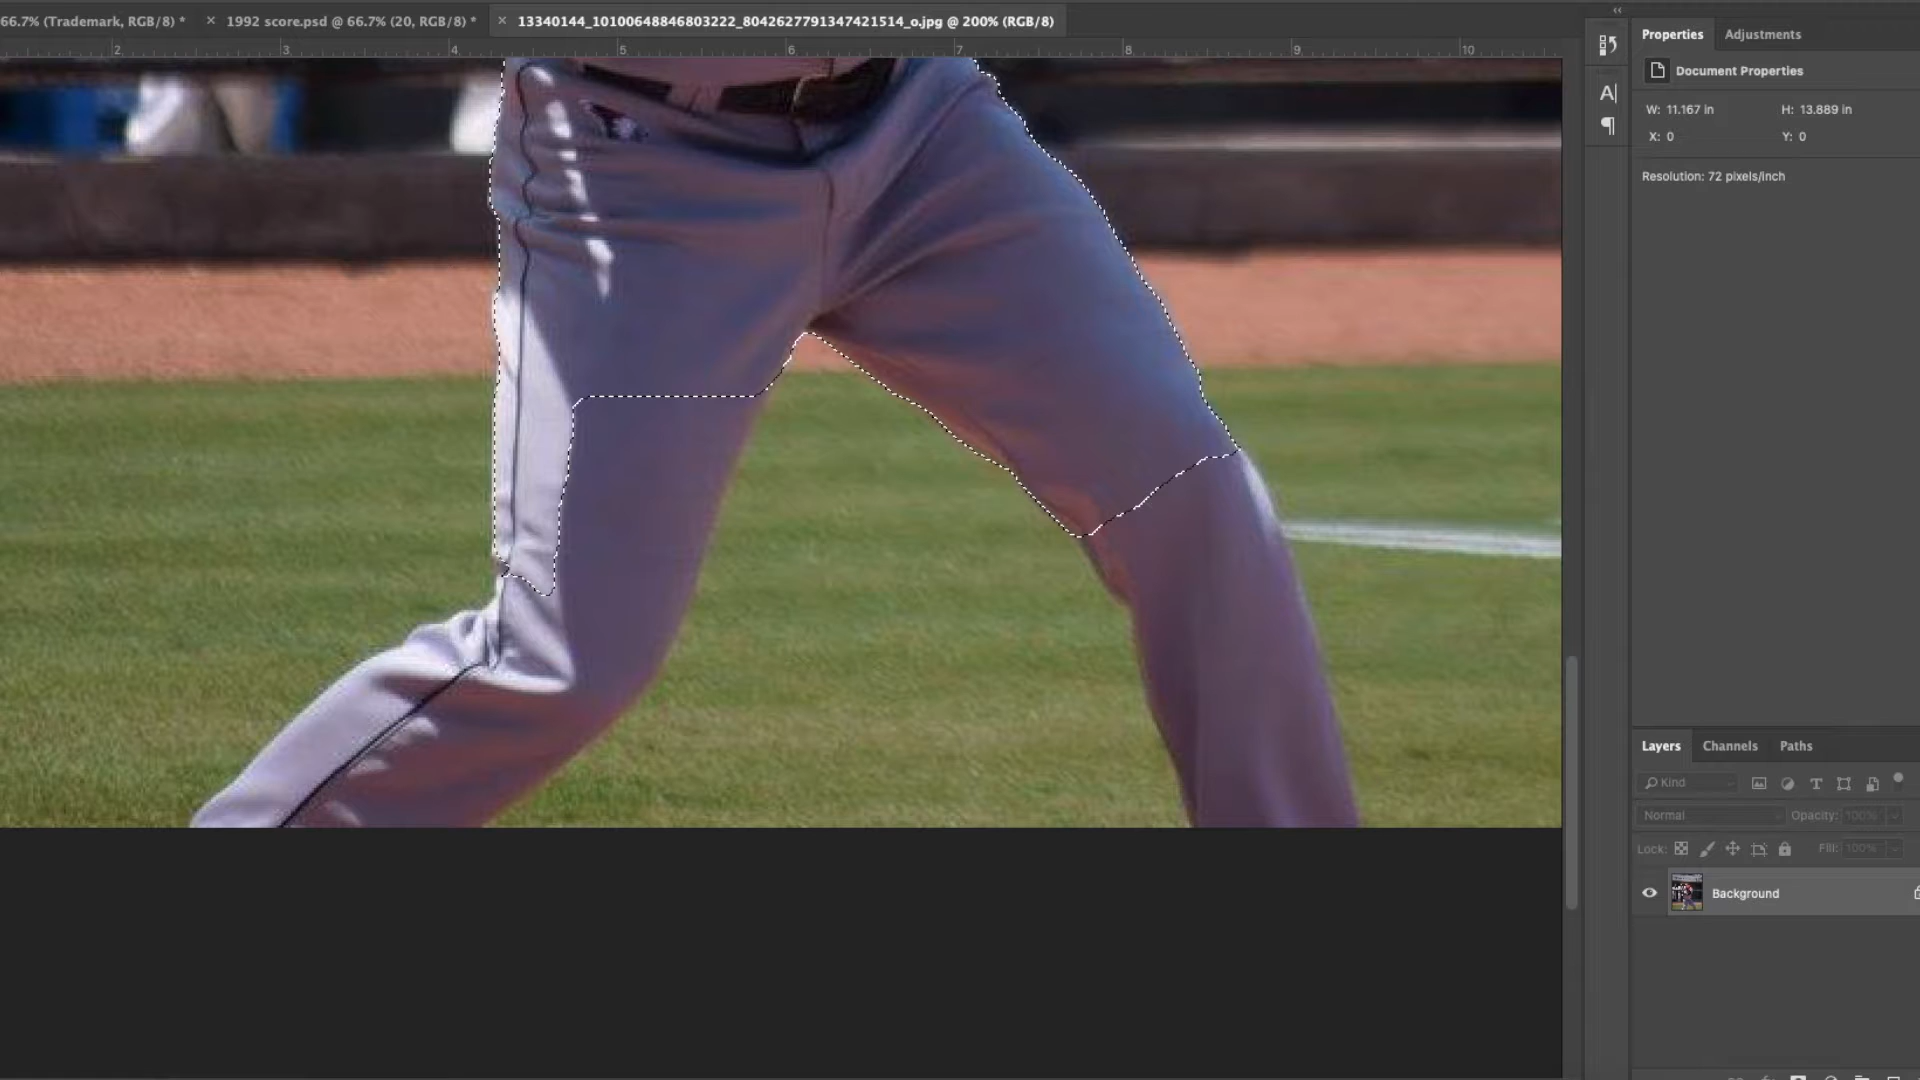 66.7% (Trademark, RGB/8) *
× 1992 score.psd @ 66.7% (20, RGB/8) *
× 13340144_10100648846803222_8042627791347421514_o.jpg @ 200% (RGB/8)
2 3 4 5 6 7 8 9 10
Properties Adjustments
Document Properties
W: 11.167 in H: 13.889 in
X: 0 Y: 0
Resolution: 72 pixels/inch
Layers Channels Paths
Kind
Normal Opacity: 100%
Lock: Fill: 100%
Background